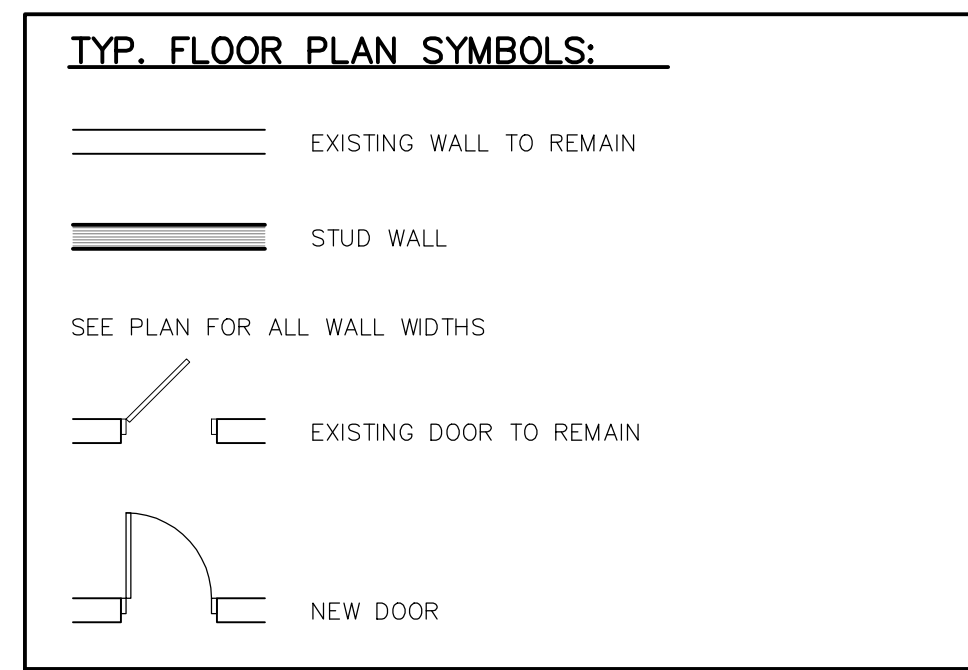 TYP. FLOOR PLAN SYMBOLS:
EXISTING WALL TO REMAIN
STUD WALL
SEE PLAN FOR ALL WALL WIDTHS
EXISTING DOOR TO REMAIN
NEW DOOR